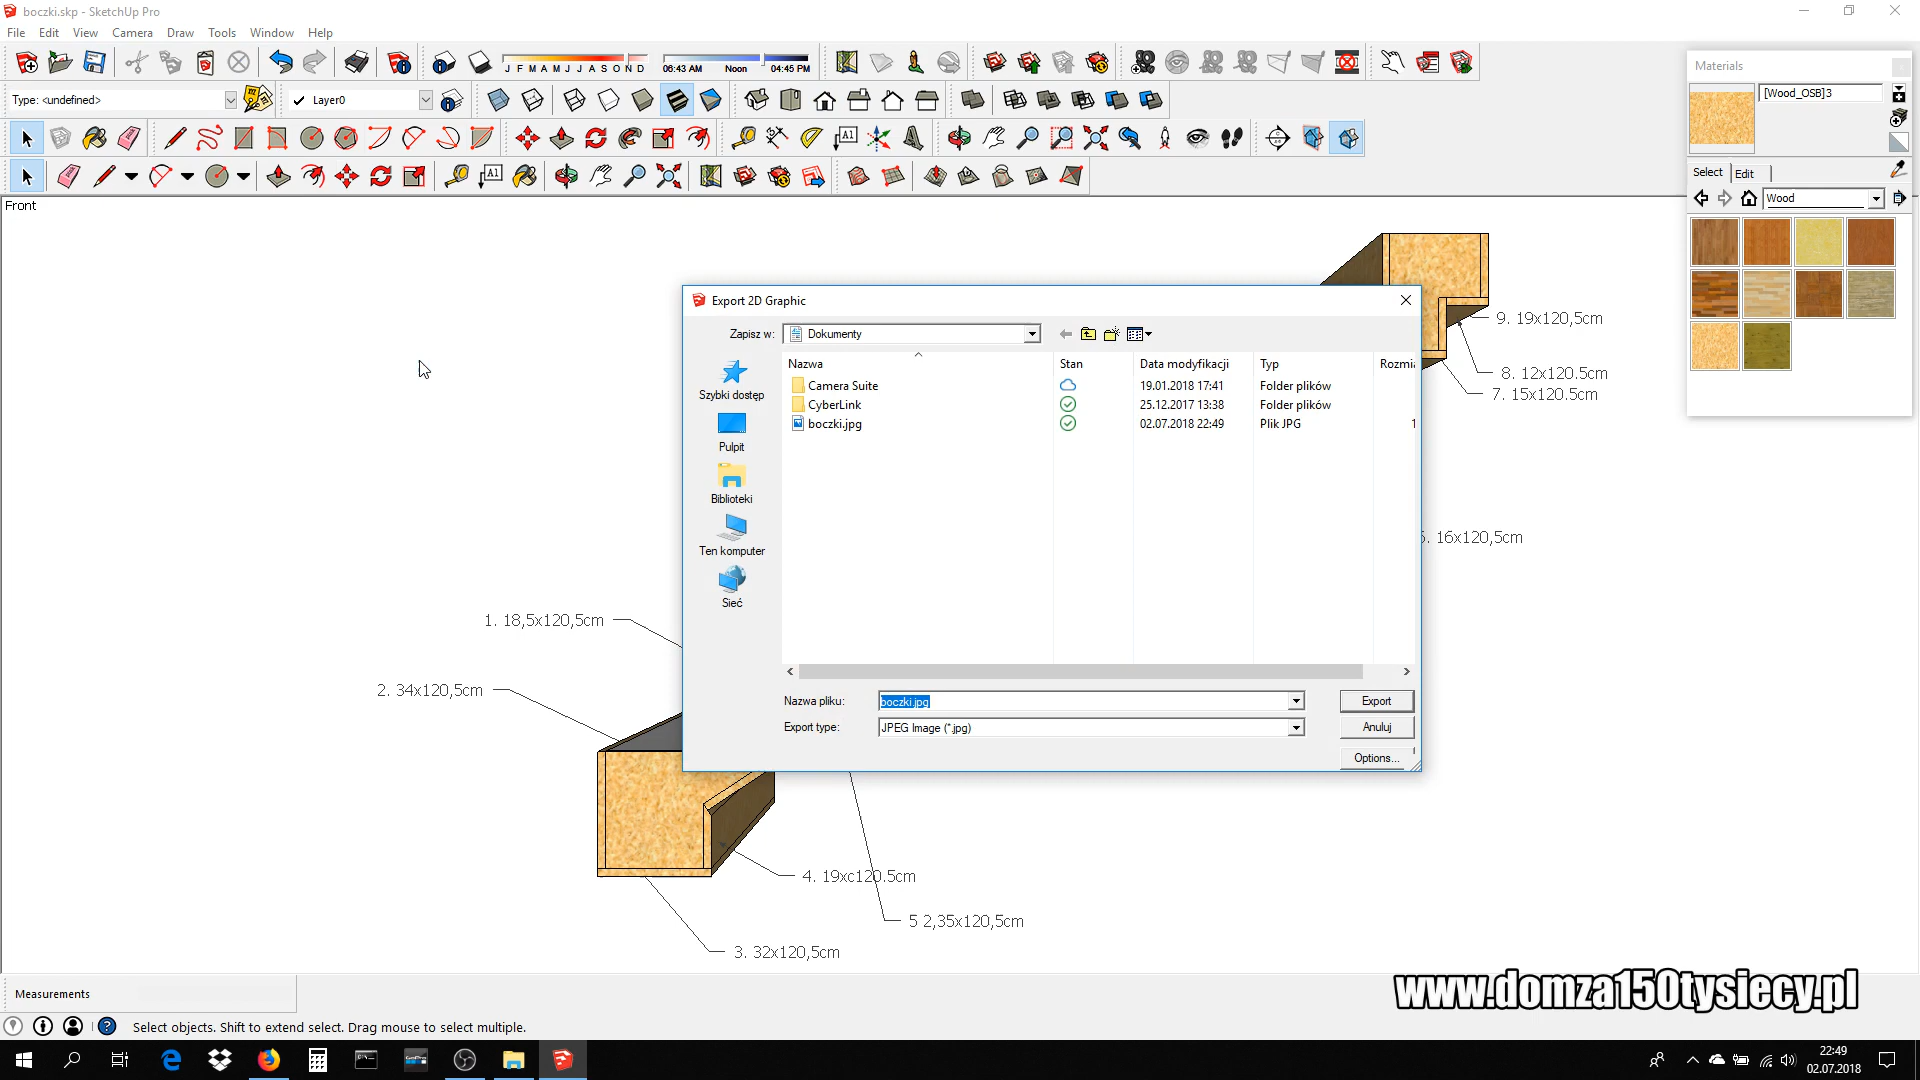 boczki.skp - SketchUp Pro
File Edit View Camera Draw Tools Window Help
J F M A M J J A S O N D
06:43 AM Noon 04:45 PM
Type: <undefined>
Layer0
A1
A1
Front
Materials
[Wood_OSB]3
Select Edit
Wood
Export 2D Graphic
Zapisz w: Dokumenty
Nazwa Stan Data modyfikacji Typ Rozmia
Camera Suite 19.01.2018 17:41 Folder plików
CyberLink 25.12.2017 13:38 Folder plików
boczki.jpg 02.07.2018 22:49 Plik JPG 1
Szybki dostęp
Pulpit
Biblioteki
Ten komputer
Sieć
Nazwa pliku: boczki.jpg Export
Export type: JPEG Image (*.jpg) Anuluj
Options...
9. 19x120,5cm
8. 12x120.5cm
7. 15x120.5cm
. 16x120,5cm
1. 18,5x120,5cm
2. 34x120,5cm
4. 19xc120.5cm
5 2,35x120,5cm
3. 32x120,5cm
www.domza150tysiecy.pl
Measurements
Select objects. Shift to extend select. Drag mouse to select multiple.
22:49
02.07.2018